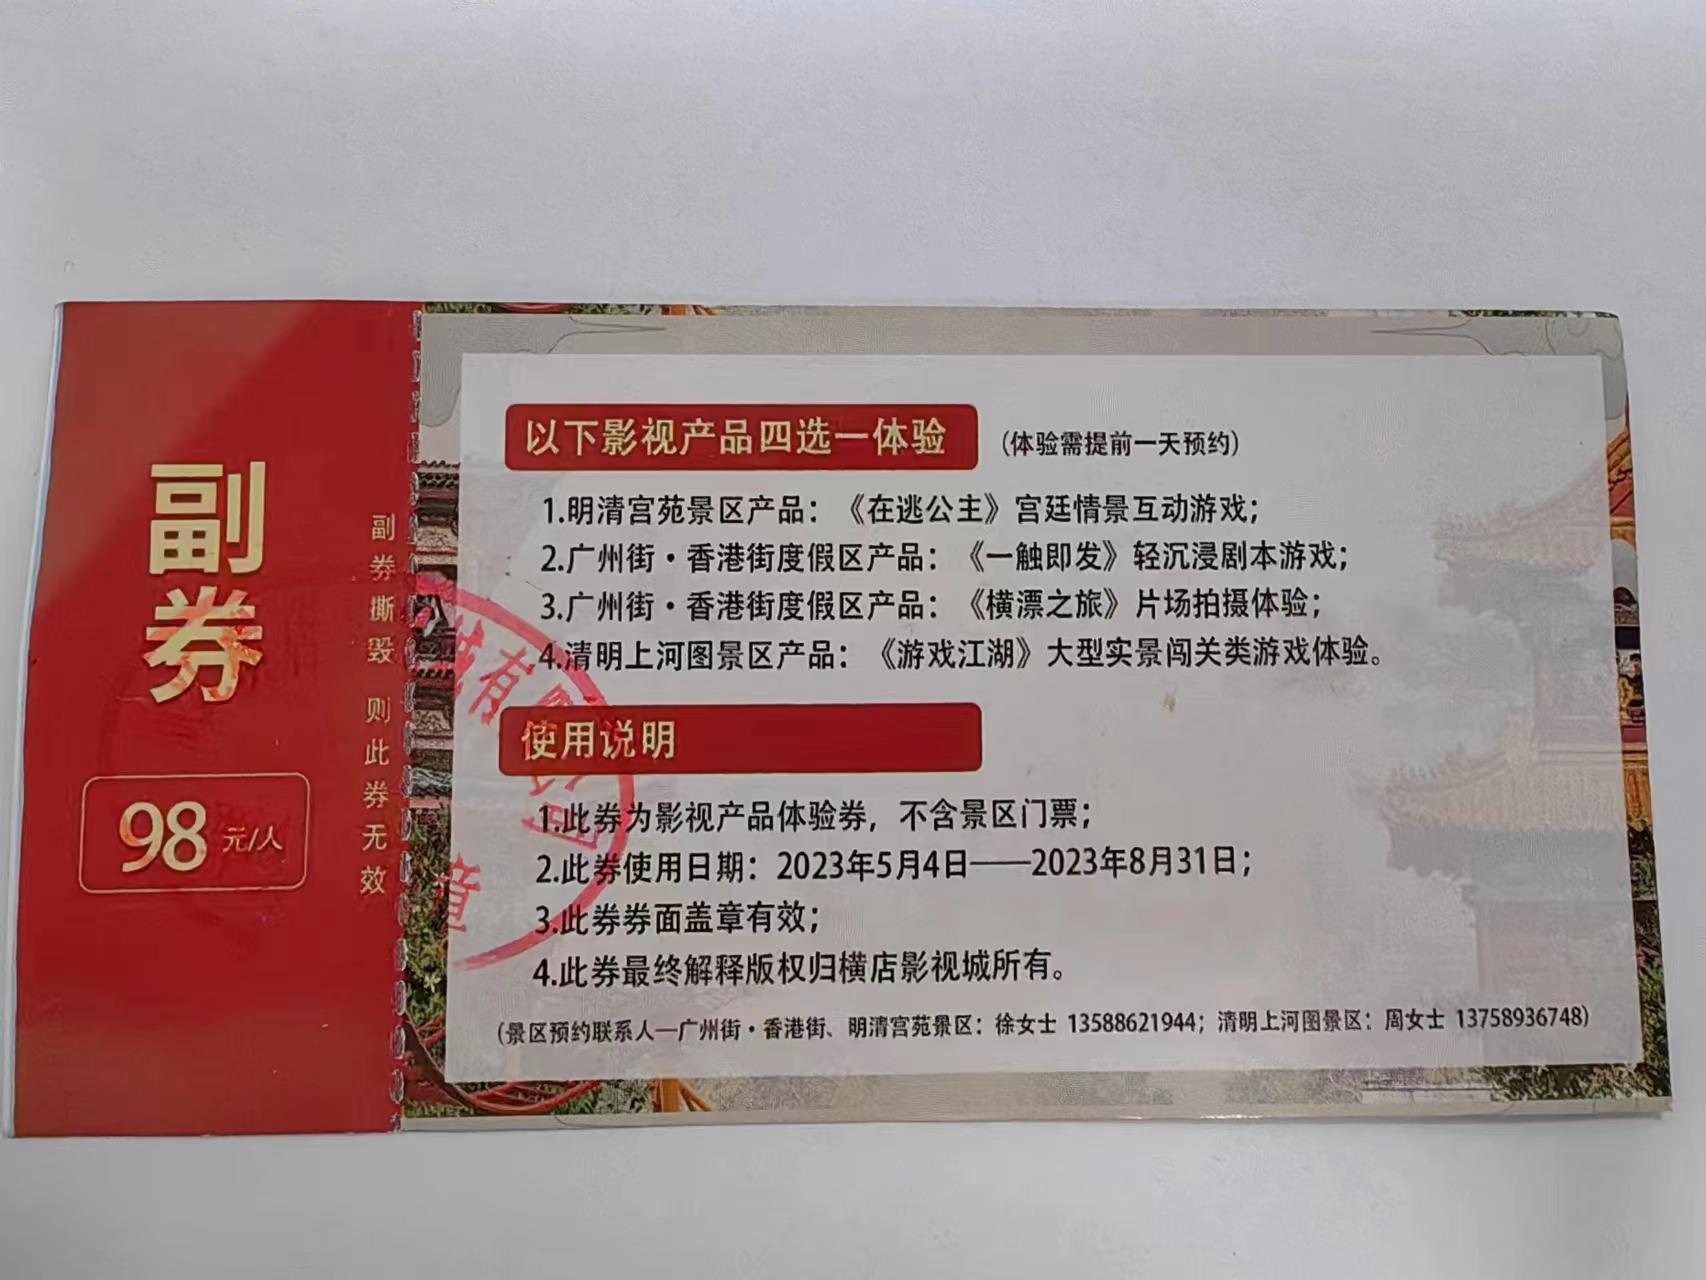 副券
98元/人
副券撕毁 则此券无效
以下影视产品四选一体验 (体验需提前一天预约)
1.明清宫苑景区产品：《在逃公主》宫廷情景互动游戏；
2.广州街·香港街度假区产品：《一触即发》轻沉浸剧本游戏；
3.广州街·香港街度假区产品：《横漂之旅》片场拍摄体验；
4.清明上河图景区产品：《游戏江湖》大型实景闯关类游戏体验。
使用说明
1.此券为影视产品体验券，不含景区门票；
2.此券使用日期：2023年5月4日——2023年8月31日；
3.此券券面盖章有效；
4.此券最终解释版权归横店影视城所有。
(景区预约联系人—广州街·香港街、明清宫苑景区：徐女士 13588621944；清明上河图景区：周女士 13758936748)
城有限公司
章